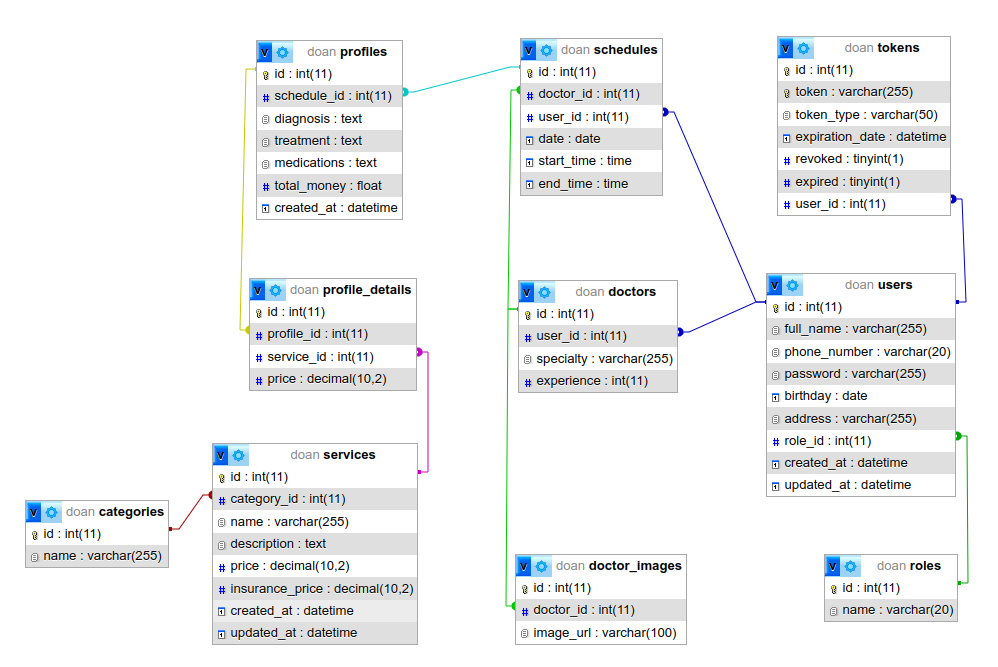 doan profiles
id : int(11)
schedule_id : int(11)
diagnosis : text
treatment : text
medications : text
total_money : float
created_at : datetime
doan schedules
id : int(11)
doctor_id : int(11)
user_id : int(11)
date : date
start_time : time
end_time : time
doan tokens
id : int(11)
token : varchar(255)
token_type : varchar(50)
expiration_date : datetime
revoked : tinyint(1)
expired : tinyint(1)
user_id : int(11)
doan profile_details
id : int(11)
profile_id : int(11)
service_id : int(11)
price : decimal(10,2)
doan doctors
id : int(11)
user_id : int(11)
specialty : varchar(255)
experience : int(11)
doan users
id : int(11)
full_name : varchar(255)
phone_number : varchar(20)
password : varchar(255)
birthday : date
address : varchar(255)
role_id : int(11)
created_at : datetime
updated_at : datetime
doan categories
id : int(11)
name : varchar(255)
doan services
id : int(11)
category_id : int(11)
name : varchar(255)
description : text
price : decimal(10,2)
insurance_price : decimal(10,2)
created_at : datetime
updated_at : datetime
doan doctor_images
id : int(11)
doctor_id : int(11)
image_url : varchar(100)
doan roles
id : int(11)
name : varchar(20)